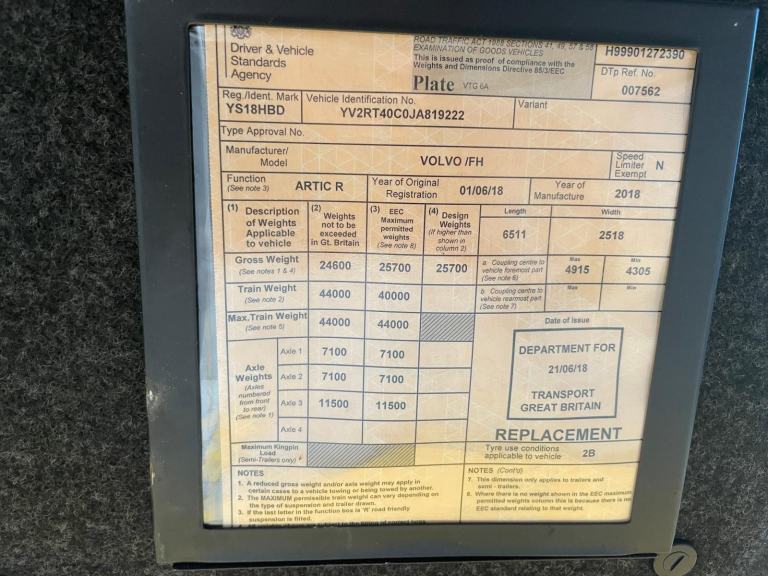 Driver & Vehicle
Standards
Agency
ROAD TRAFFIC ACT 1988 SECTIONS 41, 49, 57 & 58
EXAMINATION OF GOODS VEHICLES
This is issued as proof of compliance with the
Weights and Dimensions Directive 85/3/EEC
Plate VTG 6A
H99901272390
DTp Ref. No.
007562
Reg./Ident. Mark
YS18HBD
Vehicle Identification No.
YV2RT40C0JA819222
Variant
Type Approval No.
Manufacturer/
Model
VOLVO /FH
Speed
Limiter
Exempt
N
Function
(See note 3)
ARTIC R
Year of Original
Registration
01/06/18
Year of
Manufacture
2018
(1) Description
of Weights
Applicable
to vehicle
(2) Weights
not to be
exceeded
in Gt. Britain
(3) EEC
Maximum
permitted
weights
(See note 8)
(4) Design
Weights
(If higher than
shown in
column 2)
Length
6511
Width
2518
Gross Weight
(See notes 1 & 4)
24600
25700
25700
a Coupling centre to
vehicle foremost part
(See note 6)
Max
4915
Min
4305
Train Weight
(See note 2)
44000
40000
b Coupling centre to
vehicle rearmost part
(See note 7)
Max
Min
Max.Train Weight
(See note 5)
44000
44000
Axle
Weights
(Axles
numbered
from front
to rear)
(See note 1)
Axle 1
7100
7100
Axle 2
7100
7100
Axle 3
11500
11500
Axle 4
Maximum Kingpin
Load
(Semi-Trailers only)
Date of issue
DEPARTMENT FOR
21/06/18
TRANSPORT
GREAT BRITAIN
REPLACEMENT
Tyre use conditions
applicable to vehicle
2B
NOTES
1. A reduced gross weight and/or axle weight may apply in
certain cases to a vehicle towing or being towed by another.
2. The MAXIMUM permissible train weight can vary depending on
the type of suspension and trailer drawn.
3. If the last letter in the function box is 'R' road friendly
suspension is fitted.
NOTES (Cont'd)
7. This dimension only applies to trailers and
semi - trailers.
8. Where there is no weight shown in the EEC maximum
permitted weights column this is because there is no
EEC standard relating to that weight.